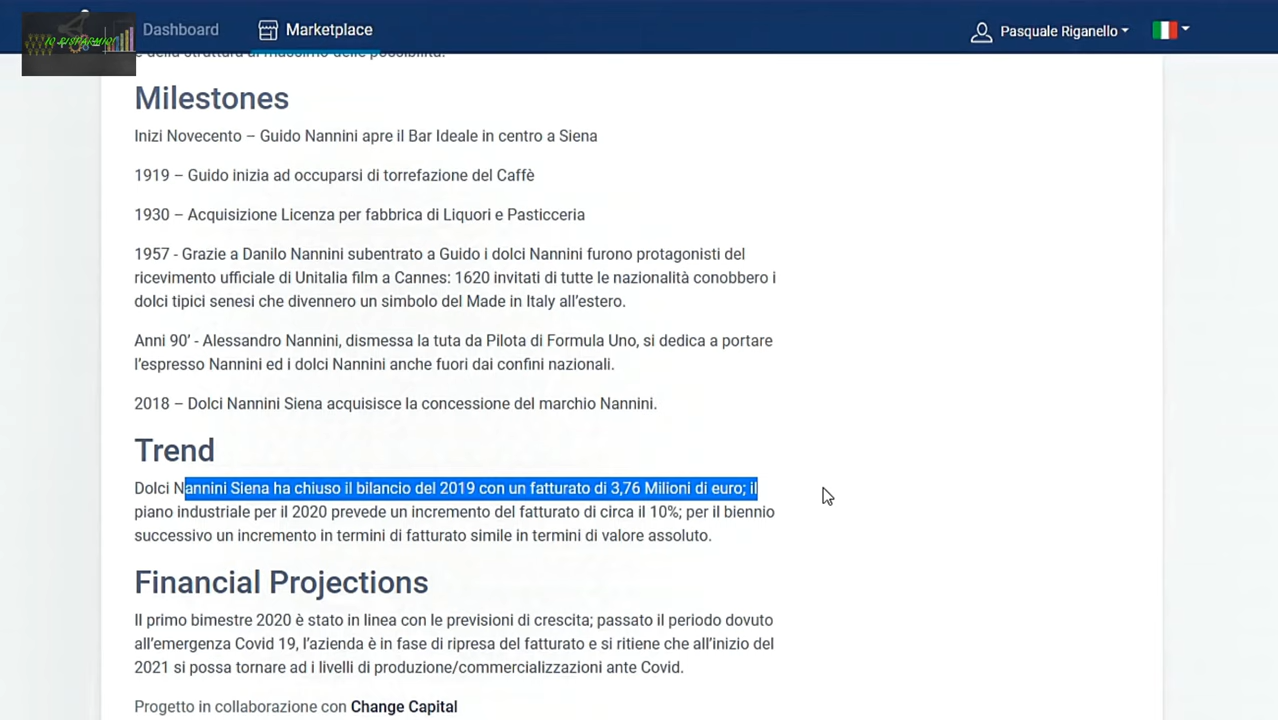 IO RISPARMIO
Dashboard
Marketplace
Pasquale Riganello
e della struttura al massimo delle possibilità.
Milestones
Inizi Novecento – Guido Nannini apre il Bar Ideale in centro a Siena
1919 – Guido inizia ad occuparsi di torrefazione del Caffè
1930 – Acquisizione Licenza per fabbrica di Liquori e Pasticceria
1957 - Grazie a Danilo Nannini subentrato a Guido i dolci Nannini furono protagonisti del
ricevimento ufficiale di Unitalia film a Cannes: 1620 invitati di tutte le nazionalità conobbero i
dolci tipici senesi che divennero un simbolo del Made in Italy all’estero.
Anni 90’ - Alessandro Nannini, dismessa la tuta da Pilota di Formula Uno, si dedica a portare
l’espresso Nannini ed i dolci Nannini anche fuori dai confini nazionali.
2018 – Dolci Nannini Siena acquisisce la concessione del marchio Nannini.
Trend
Dolci Nannini Siena ha chiuso il bilancio del 2019 con un fatturato di 3,76 Milioni di euro; il
piano industriale per il 2020 prevede un incremento del fatturato di circa il 10%; per il biennio
successivo un incremento in termini di fatturato simile in termini di valore assoluto.
Financial Projections
Il primo bimestre 2020 è stato in linea con le previsioni di crescita; passato il periodo dovuto
all’emergenza Covid 19, l’azienda è in fase di ripresa del fatturato e si ritiene che all’inizio del
2021 si possa tornare ad i livelli di produzione/commercializzazioni ante Covid.
Progetto in collaborazione con Change Capital